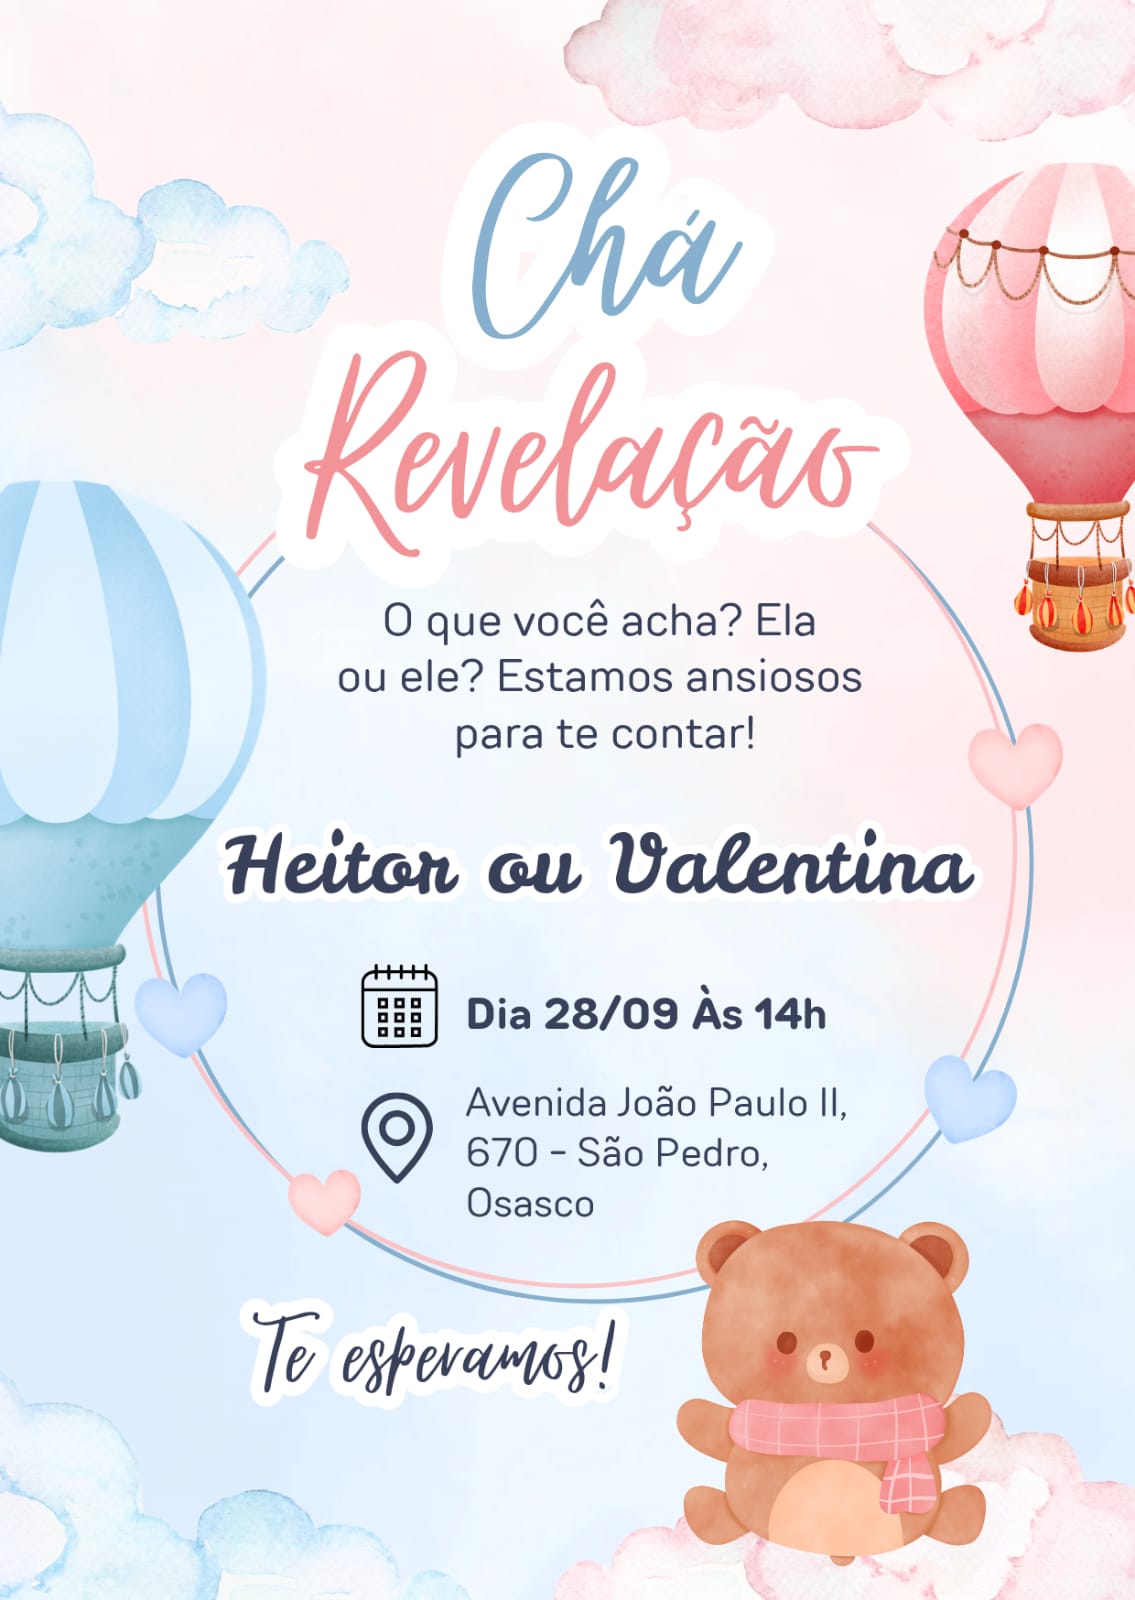 Chá
Revelação
O que você acha? Ela
ou ele? Estamos ansiosos
para te contar!
Heitor ou Valentina
Dia 28/09 Às 14h
Avenida João Paulo II,
670 - São Pedro,
Osasco
Te esperamos!